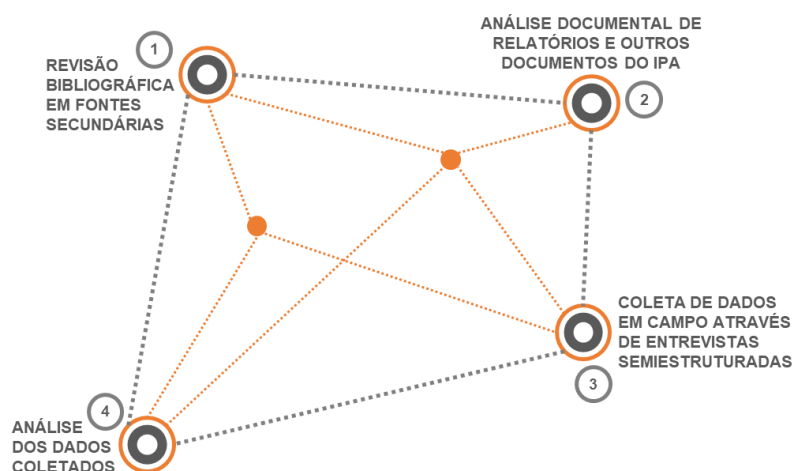 1
REVISÃO
BIBLIOGRÁFICA
EM FONTES
SECUNDÁRIAS
ANÁLISE DOCUMENTAL DE
RELATÓRIOS E OUTROS
DOCUMENTOS DO IPA
2
COLETA DE DADOS
EM CAMPO ATRAVÉS
DE ENTREVISTAS
SEMIESTRUTURADAS
3
4
ANÁLISE
DOS DADOS
COLETADOS